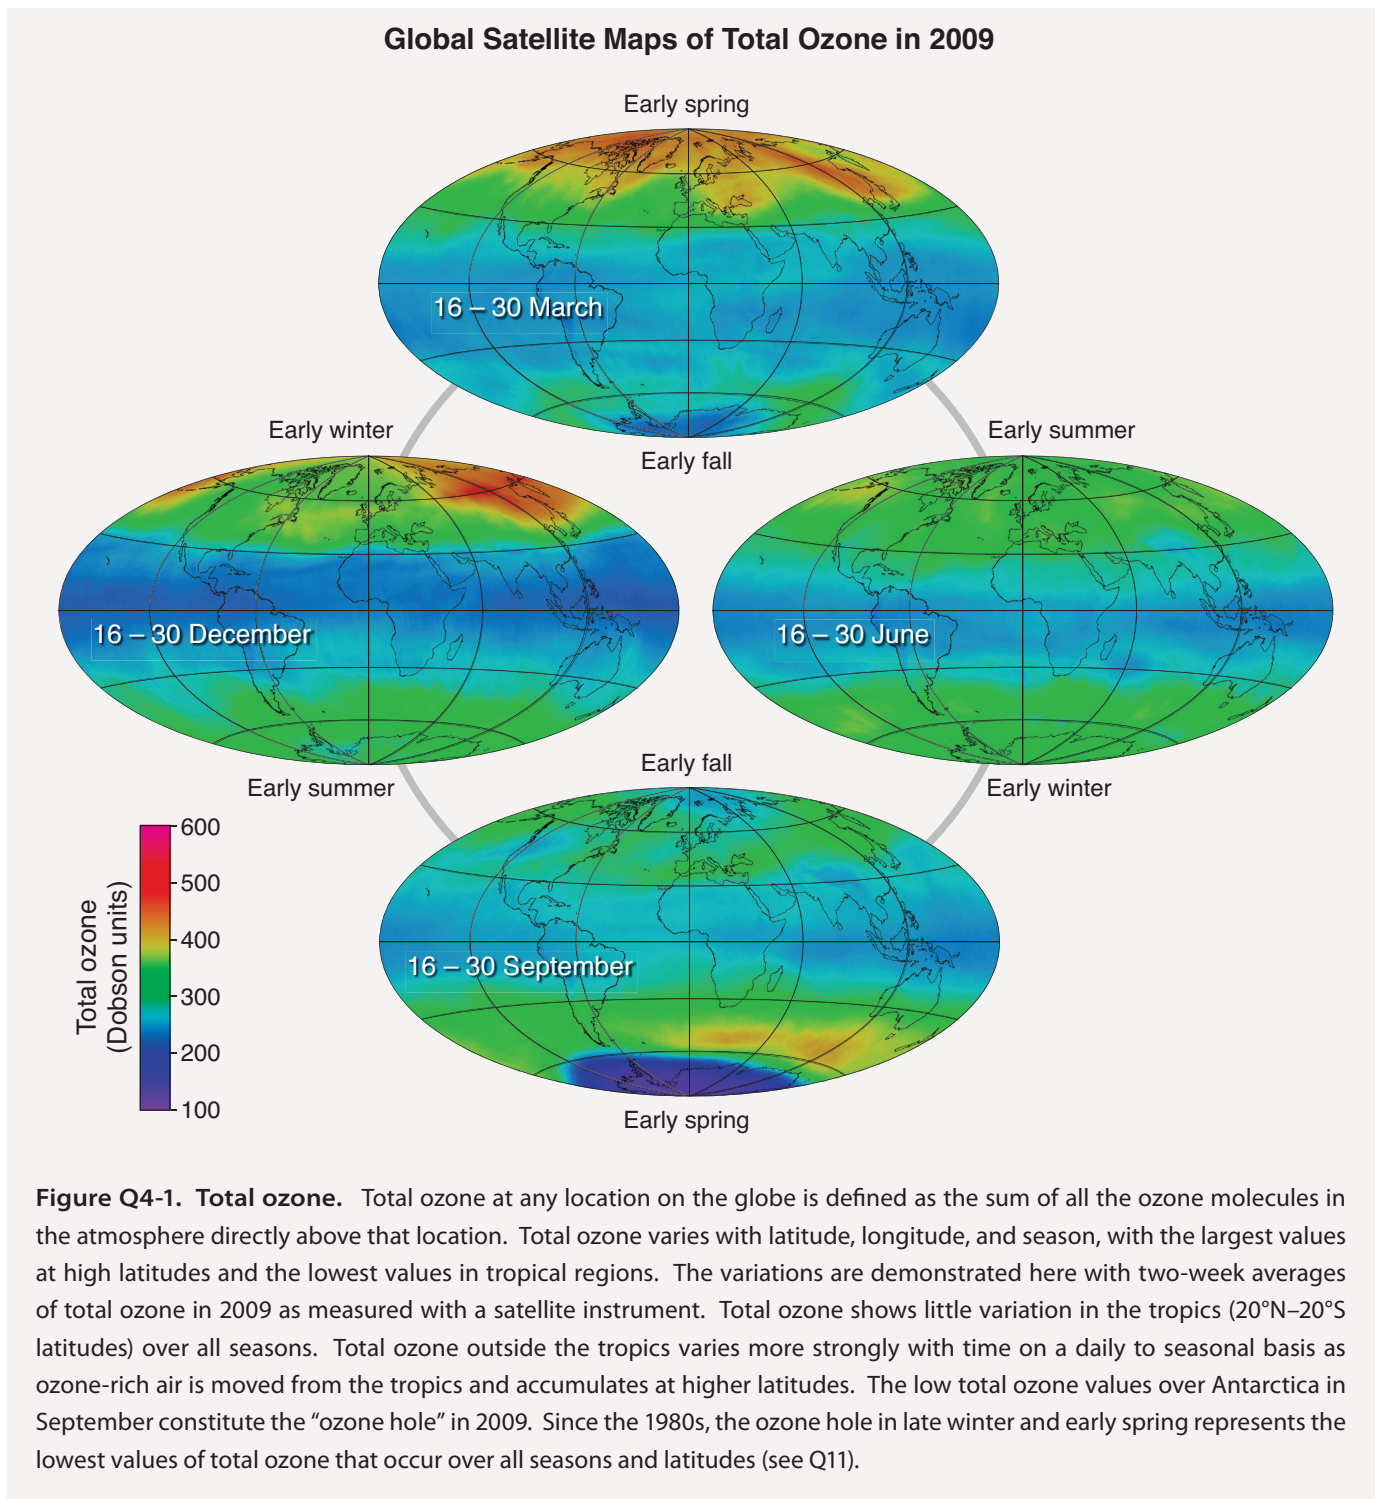 Global Satellite Maps of Total Ozone in 2009
Early spring
16 – 30 March
Early winter
Early summer
Early fall
16 – 30 December
16 – 30 June
Early fall
Early summer
Early winter
16 – 30 September
Early spring
Total ozone
(Dobson units)
600
500
400
300
200
100
Figure Q4-1. Total ozone. Total ozone at any location on the globe is defined as the sum of all the ozone molecules in
the atmosphere directly above that location. Total ozone varies with latitude, longitude, and season, with the largest values
at high latitudes and the lowest values in tropical regions. The variations are demonstrated here with two-week averages
of total ozone in 2009 as measured with a satellite instrument. Total ozone shows little variation in the tropics (20°N–20°S
latitudes) over all seasons. Total ozone outside the tropics varies more strongly with time on a daily to seasonal basis as
ozone-rich air is moved from the tropics and accumulates at higher latitudes. The low total ozone values over Antarctica in
September constitute the “ozone hole” in 2009. Since the 1980s, the ozone hole in late winter and early spring represents the
lowest values of total ozone that occur over all seasons and latitudes (see Q11).